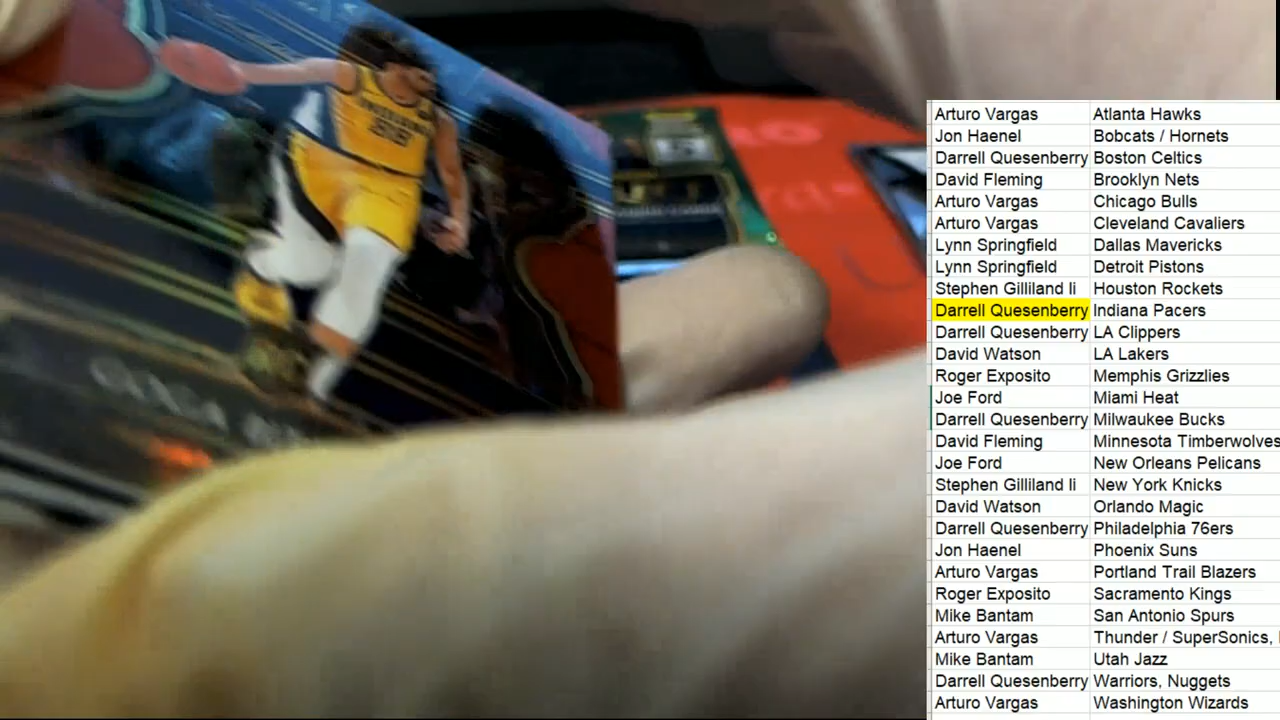 Arturo Vargas Atlanta Hawks
Jon Haenel Bobcats / Hornets
Darrell Quesenberry Boston Celtics
David Fleming Brooklyn Nets
Arturo Vargas Chicago Bulls
Arturo Vargas Cleveland Cavaliers
Lynn Springfield Dallas Mavericks
Lynn Springfield Detroit Pistons
Stephen Gilliland Ii Houston Rockets
Darrell Quesenberry Indiana Pacers
Darrell Quesenberry LA Clippers
David Watson LA Lakers
Roger Exposito Memphis Grizzlies
Joe Ford Miami Heat
Darrell Quesenberry Milwaukee Bucks
David Fleming Minnesota Timberwolves
Joe Ford New Orleans Pelicans
Stephen Gilliland Ii New York Knicks
David Watson Orlando Magic
Darrell Quesenberry Philadelphia 76ers
Jon Haenel Phoenix Suns
Arturo Vargas Portland Trail Blazers
Roger Exposito Sacramento Kings
Mike Bantam San Antonio Spurs
Arturo Vargas Thunder / SuperSonics,
Mike Bantam Utah Jazz
Darrell Quesenberry Warriors, Nuggets
Arturo Vargas Washington Wizards